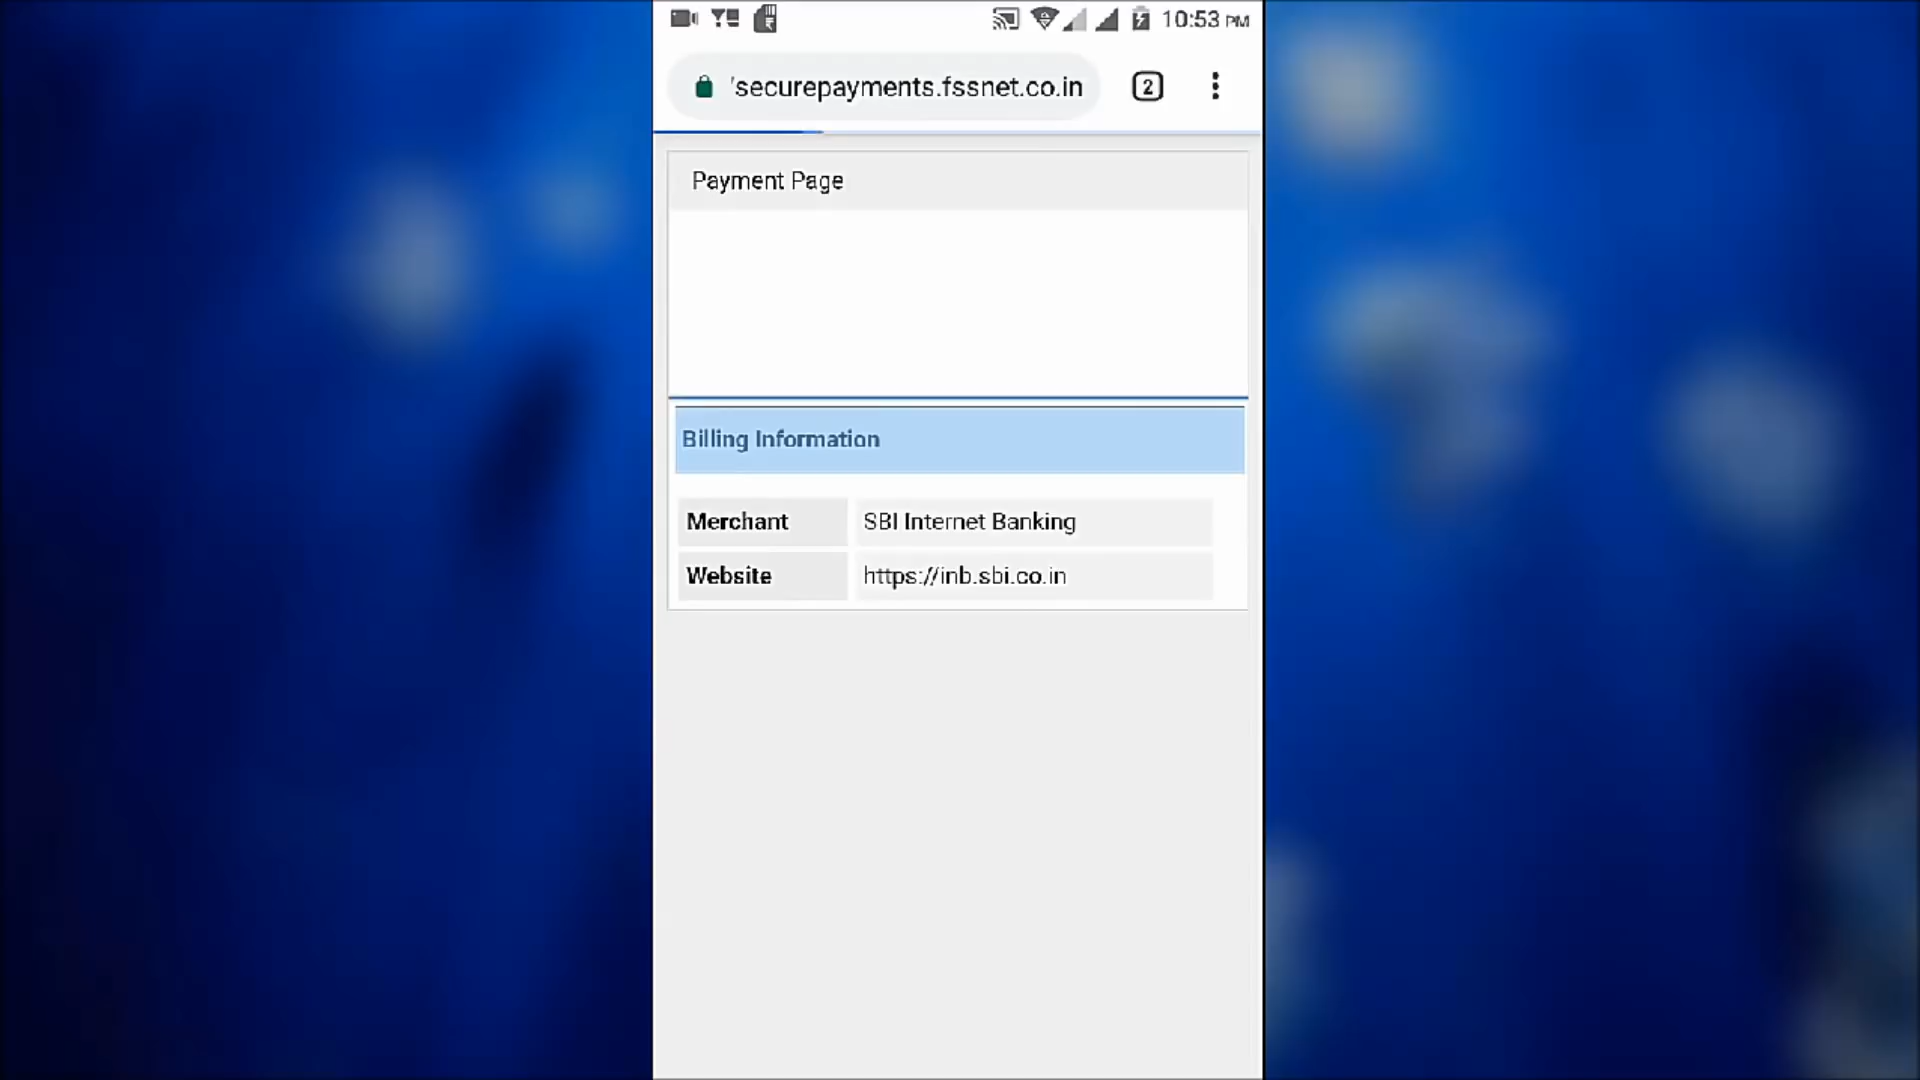 10:53 PM
securepayments.fssnet.co.in
2
Payment Page
Billing Information
Merchant SBI Internet Banking
Website https://inb.sbi.co.in